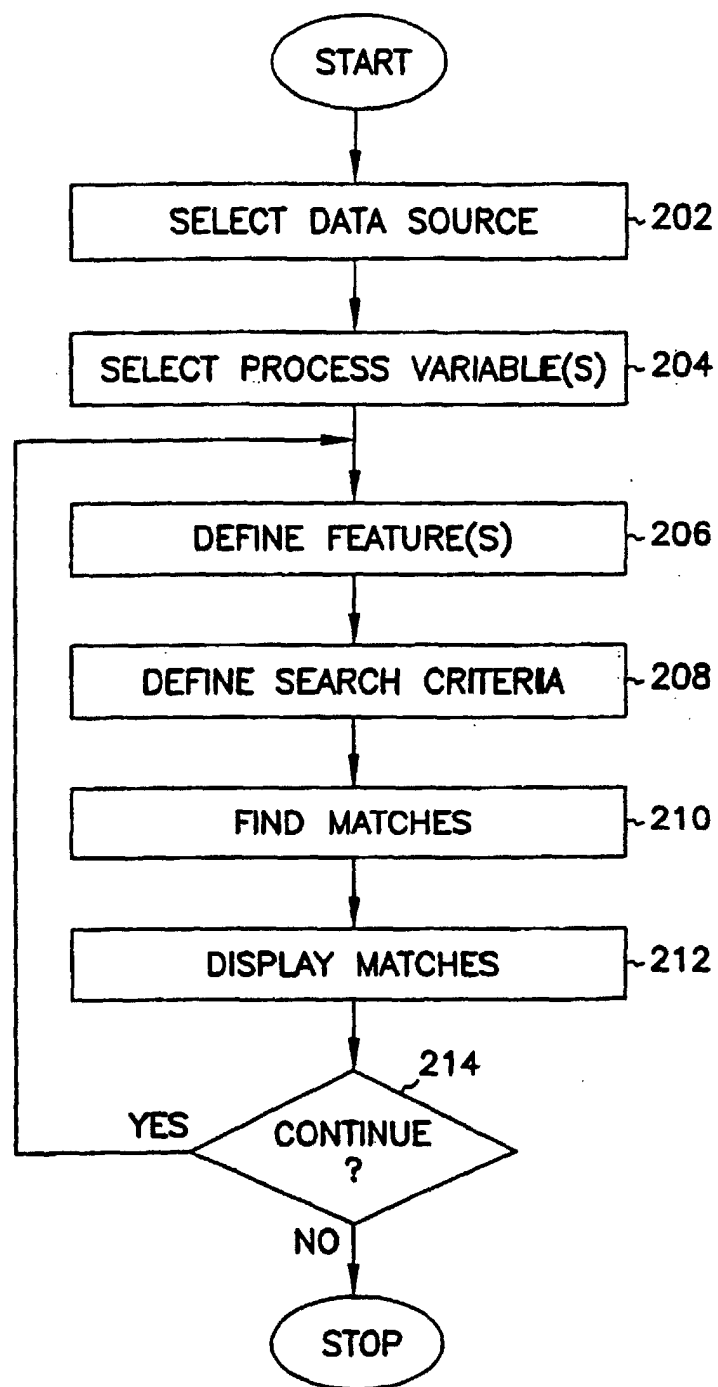 START
SELECT DATA SOURCE 202
SELECT PROCESS VARIABLE(S) 204
DEFINE FEATURE(S) 206
DEFINE SEARCH CRITERIA 208
FIND MATCHES 210
DISPLAY MATCHES 212
214
YES
CONTINUE
?
NO
STOP